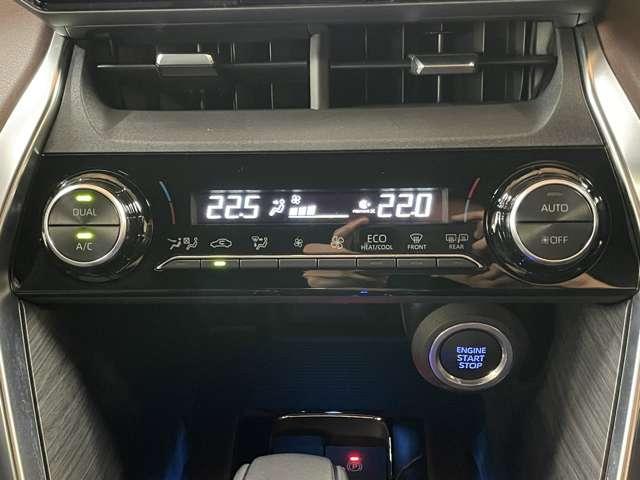 DUAL
A/C
22.5
22.0
AUTO
OFF
ECO
HEAT/COOL
FRONT
REAR
ENGINE
START
STOP
P